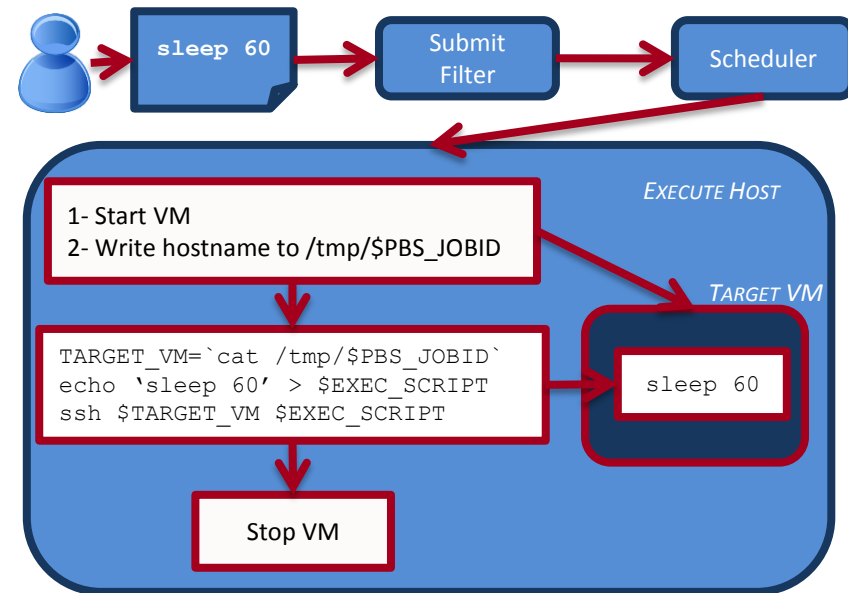 sleep 60
Submit
Filter
Scheduler
EXECUTE HOST
1- Start VM
2- Write hostname to /tmp/$PBS_JOBID
TARGET VM
TARGET_VM=`cat /tmp/$PBS_JOBID`
echo ‘sleep 60’ > $EXEC_SCRIPT
ssh $TARGET_VM $EXEC_SCRIPT
sleep 60
Stop VM